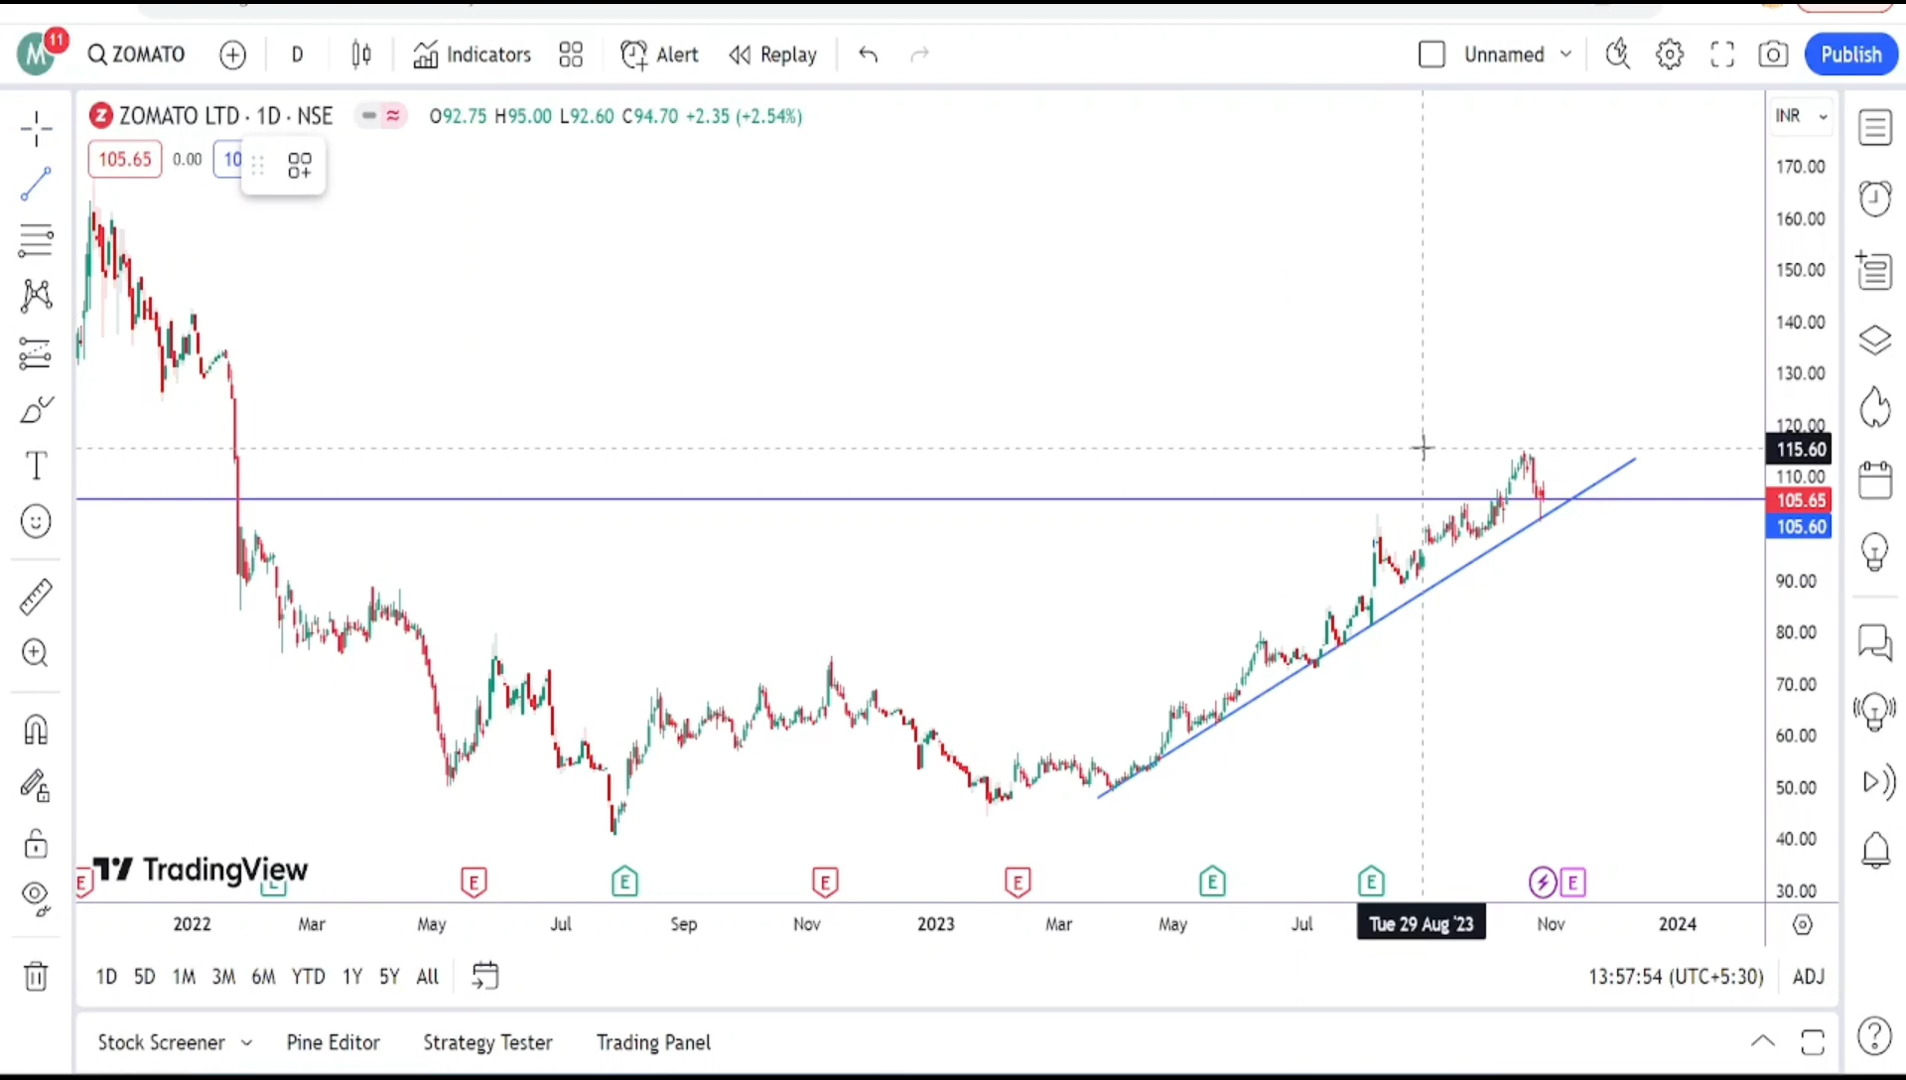 M 11 ZOMATO D Indicators Alert Replay Unnamed Publish
Z ZOMATO LTD · 1D · NSE O92.75 H95.00 L92.60 C94.70 +2.35 (+2.54%) INR
105.65 0.00 10
170.00
160.00
150.00
140.00
130.00
120.00
115.60
110.00
105.65
105.60
90.00
80.00
70.00
60.00
50.00
40.00
30.00
TradingView
E E E E E E E E
2022 Mar May Jul Sep Nov 2023 Mar May Jul Tue 29 Aug '23 Nov 2024
1D 5D 1M 3M 6M YTD 1Y 5Y All 13:57:54 (UTC+5:30) ADJ
Stock Screener Pine Editor Strategy Tester Trading Panel